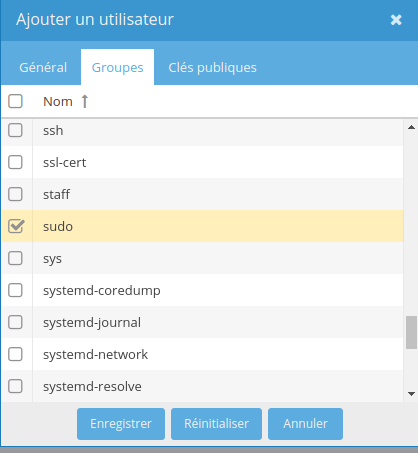 Ajouter un utilisateur
Général Groupes Clés publiques
Nom
ssh
ssl-cert
staff
sudo
sys
systemd-coredump
systemd-journal
systemd-network
systemd-resolve
Enregistrer Réinitialiser Annuler